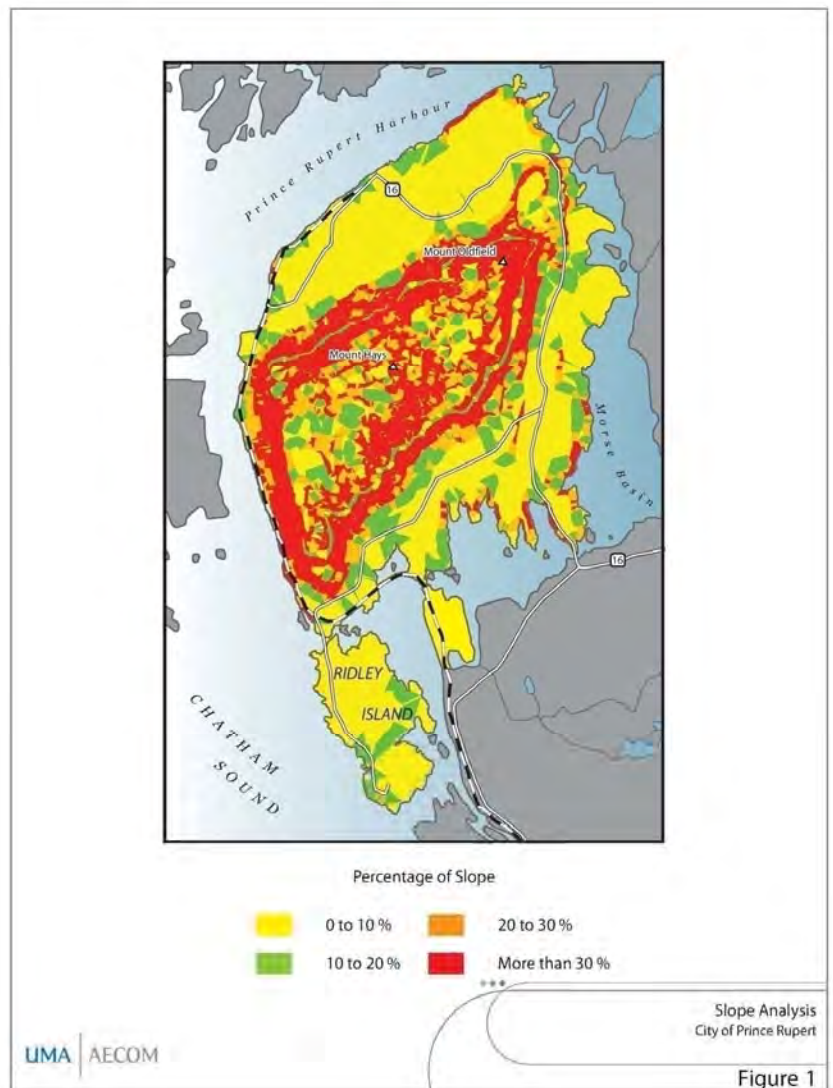 Prince Rupert Harbour
16
Mount Oldfield
Mount Hays
Morse Basin
16
RIDLEY
ISLAND
CHATHAM
SOUND
Percentage of Slope
0 to 10 %
20 to 30 %
10 to 20 %
More than 30 %
Slope Analysis
City of Prince Rupert
UMA | AECOM
Figure 1